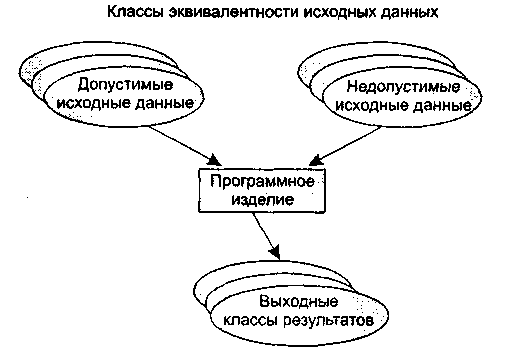 Классы эквивалентности исходных данных
Допустимые
исходные данные
Недопустимые
исходные данные
Программное
изделие
Выходные
классы результатов